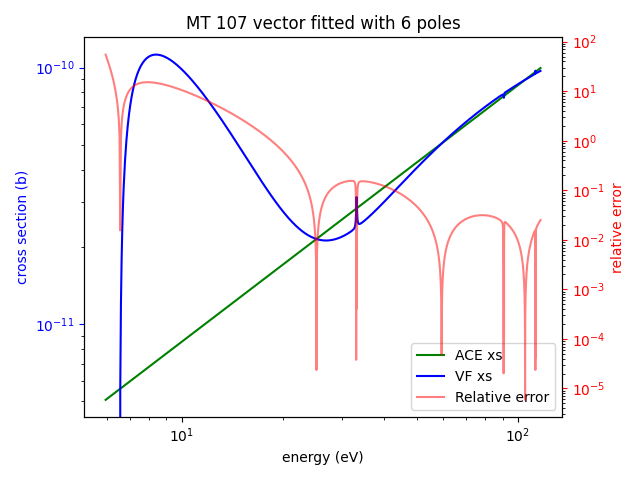 MT 107 vector fitted with 6 poles
cross section (b)
10⁻¹⁰
10⁻¹¹
10²
10¹
10⁰
10⁻¹
10⁻²
10⁻³
10⁻⁴
10⁻⁵
relative error
ACE xs
VF xs
Relative error
10¹
10²
energy (eV)